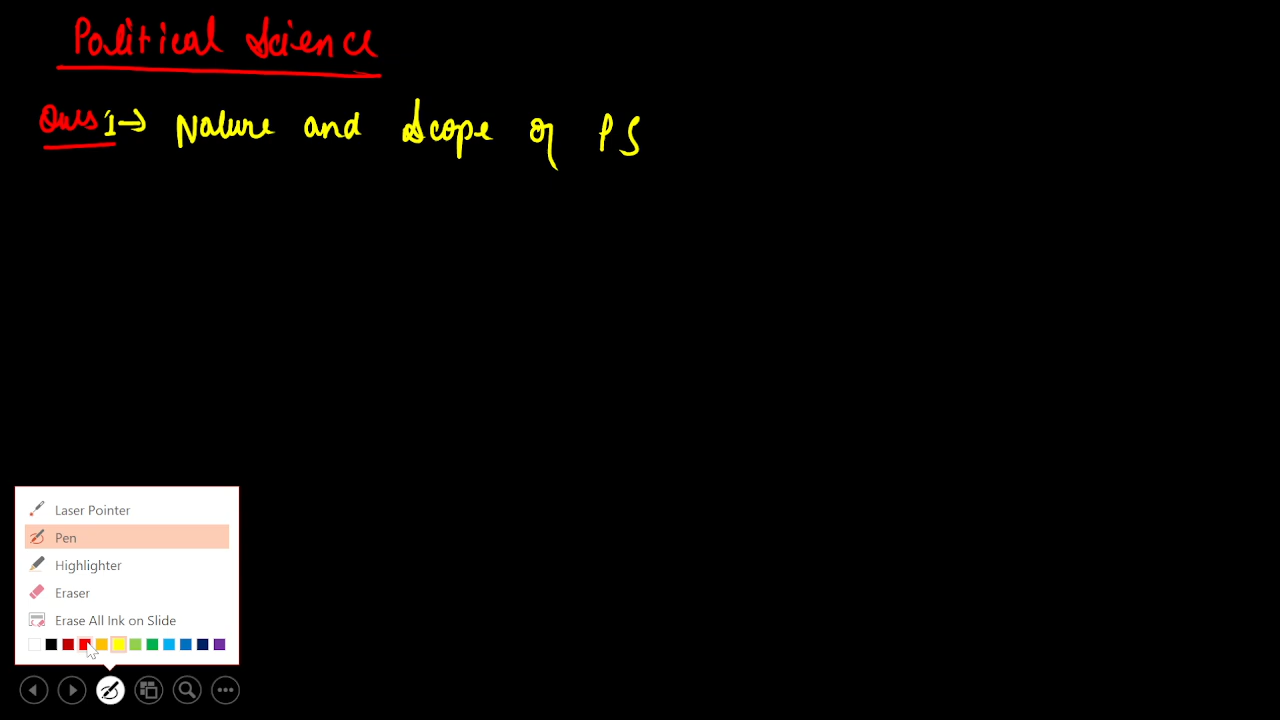 Political Science
Ques 1→ Nature and Scope of PS
Laser Pointer
Pen
Highlighter
Eraser
Erase All Ink on Slide